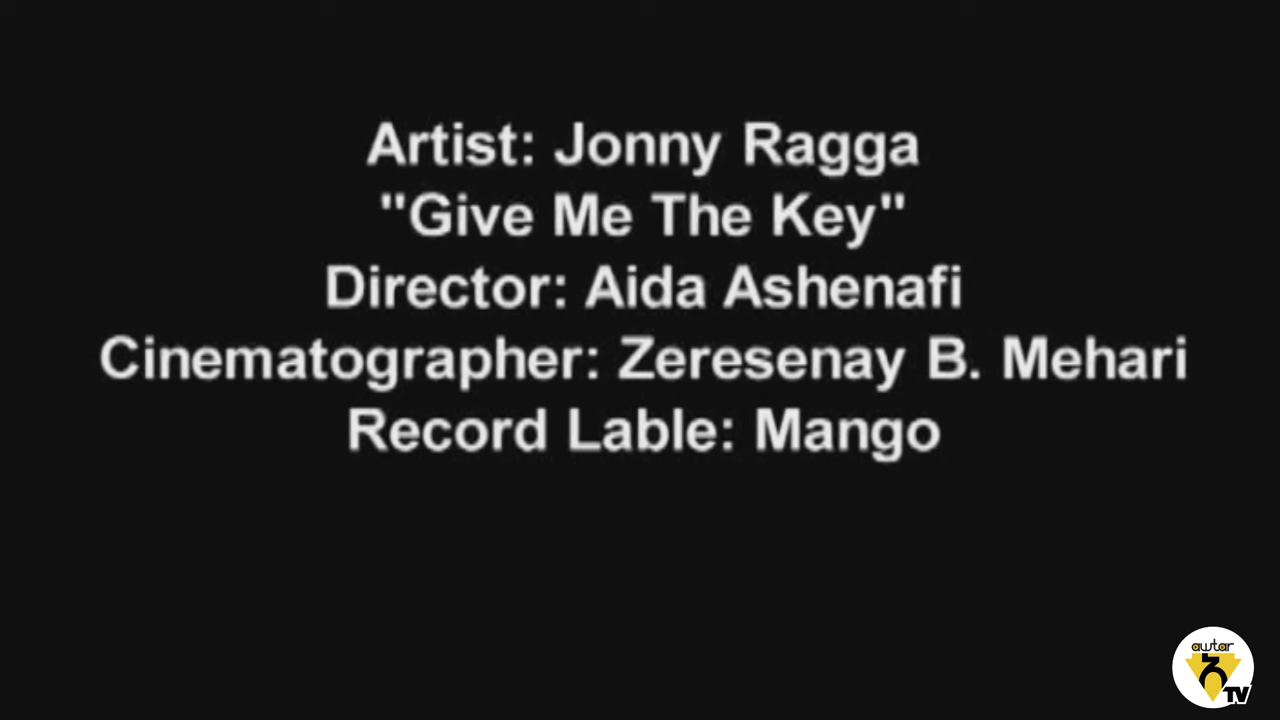 Artist: Jonny Ragga
"Give Me The Key"
Director: Aida Ashenafi
Cinematographer: Zeresenay B. Mehari
Record Lable: Mango
awtar
TV